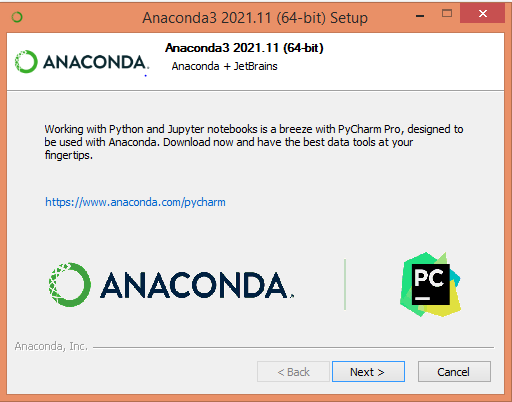 Anaconda3 2021.11 (64-bit) Setup
Anaconda3 2021.11 (64-bit)
ANACONDA.
Anaconda + JetBrains
Working with Python and Jupyter notebooks is a breeze with PyCharm Pro, designed to
be used with Anaconda. Download now and have the best data tools at your
fingertips.
https://www.anaconda.com/pycharm
ANACONDA.
PC
Anaconda, Inc.
< Back
Next >
Cancel